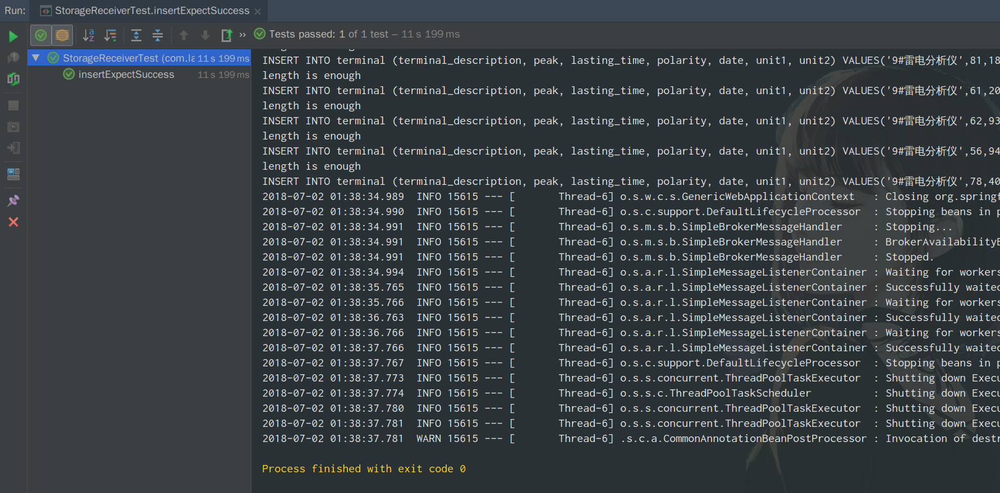 Run: StorageReceiverTest.insertExpectSuccess
Tests passed: 1 of 1 test – 11 s 199 ms
StorageReceiverTest (com.la 11 s 199 ms
insertExpectSuccess 11 s 199 ms
INSERT INTO terminal (terminal_description, peak, lasting_time, polarity, date, unit1, unit2) VALUES('9#雷电分析仪',81,18
length is enough
INSERT INTO terminal (terminal_description, peak, lasting_time, polarity, date, unit1, unit2) VALUES('9#雷电分析仪',61,20
length is enough
INSERT INTO terminal (terminal_description, peak, lasting_time, polarity, date, unit1, unit2) VALUES('9#雷电分析仪',62,93
length is enough
INSERT INTO terminal (terminal_description, peak, lasting_time, polarity, date, unit1, unit2) VALUES('9#雷电分析仪',56,94
length is enough
INSERT INTO terminal (terminal_description, peak, lasting_time, polarity, date, unit1, unit2) VALUES('9#雷电分析仪',78,40
2018-07-02 01:38:34.989  INFO 15615 --- [       Thread-6] o.s.w.c.s.GenericWebApplicationContext   : Closing org.springf
2018-07-02 01:38:34.990  INFO 15615 --- [       Thread-6] o.s.c.support.DefaultLifecycleProcessor  : Stopping beans in p
2018-07-02 01:38:34.991  INFO 15615 --- [       Thread-6] o.s.m.s.b.SimpleBrokerMessageHandler     : Stopping...
2018-07-02 01:38:34.991  INFO 15615 --- [       Thread-6] o.s.m.s.b.SimpleBrokerMessageHandler     : BrokerAvailabilityE
2018-07-02 01:38:34.991  INFO 15615 --- [       Thread-6] o.s.m.s.b.SimpleBrokerMessageHandler     : Stopped.
2018-07-02 01:38:34.994  INFO 15615 --- [       Thread-6] o.s.a.r.l.SimpleMessageListenerContainer : Waiting for workers
2018-07-02 01:38:35.765  INFO 15615 --- [       Thread-6] o.s.a.r.l.SimpleMessageListenerContainer : Successfully waited
2018-07-02 01:38:35.766  INFO 15615 --- [       Thread-6] o.s.a.r.l.SimpleMessageListenerContainer : Waiting for workers
2018-07-02 01:38:36.763  INFO 15615 --- [       Thread-6] o.s.a.r.l.SimpleMessageListenerContainer : Successfully waited
2018-07-02 01:38:36.766  INFO 15615 --- [       Thread-6] o.s.a.r.l.SimpleMessageListenerContainer : Waiting for workers
2018-07-02 01:38:37.766  INFO 15615 --- [       Thread-6] o.s.a.r.l.SimpleMessageListenerContainer : Successfully waited
2018-07-02 01:38:37.767  INFO 15615 --- [       Thread-6] o.s.c.support.DefaultLifecycleProcessor  : Stopping beans in p
2018-07-02 01:38:37.773  INFO 15615 --- [       Thread-6] o.s.s.concurrent.ThreadPoolTaskExecutor  : Shutting down Execu
2018-07-02 01:38:37.774  INFO 15615 --- [       Thread-6] o.s.s.c.ThreadPoolTaskScheduler          : Shutting down Execu
2018-07-02 01:38:37.780  INFO 15615 --- [       Thread-6] o.s.s.concurrent.ThreadPoolTaskExecutor  : Shutting down Execu
2018-07-02 01:38:37.781  INFO 15615 --- [       Thread-6] o.s.s.concurrent.ThreadPoolTaskExecutor  : Shutting down Execu
2018-07-02 01:38:37.781  WARN 15615 --- [       Thread-6] .s.c.a.CommonAnnotationBeanPostProcessor : Invocation of destr
Process finished with exit code 0